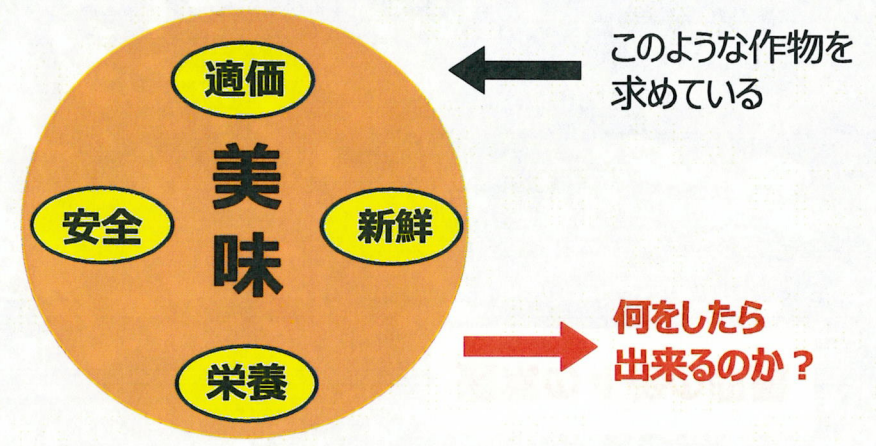 適価
このような作物を
求めている
美味
安全
新鮮
何をしたら
出来るのか？
栄養